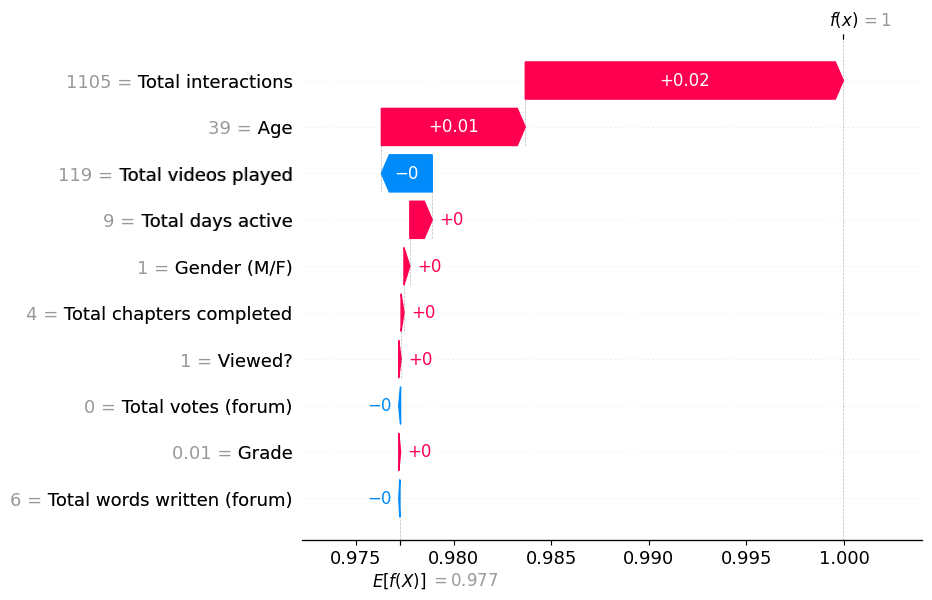 f(x) = 1
1105 = Total interactions
+0.02
39 = Age
+0.01
119 = Total videos played
−0
9 = Total days active
+0
1 = Gender (M/F)
+0
4 = Total chapters completed
+0
1 = Viewed?
+0
0 = Total votes (forum)
−0
0.01 = Grade
+0
6 = Total words written (forum)
−0
0.975 0.980 0.985 0.990 0.995 1.000
E[f(X)] = 0.977